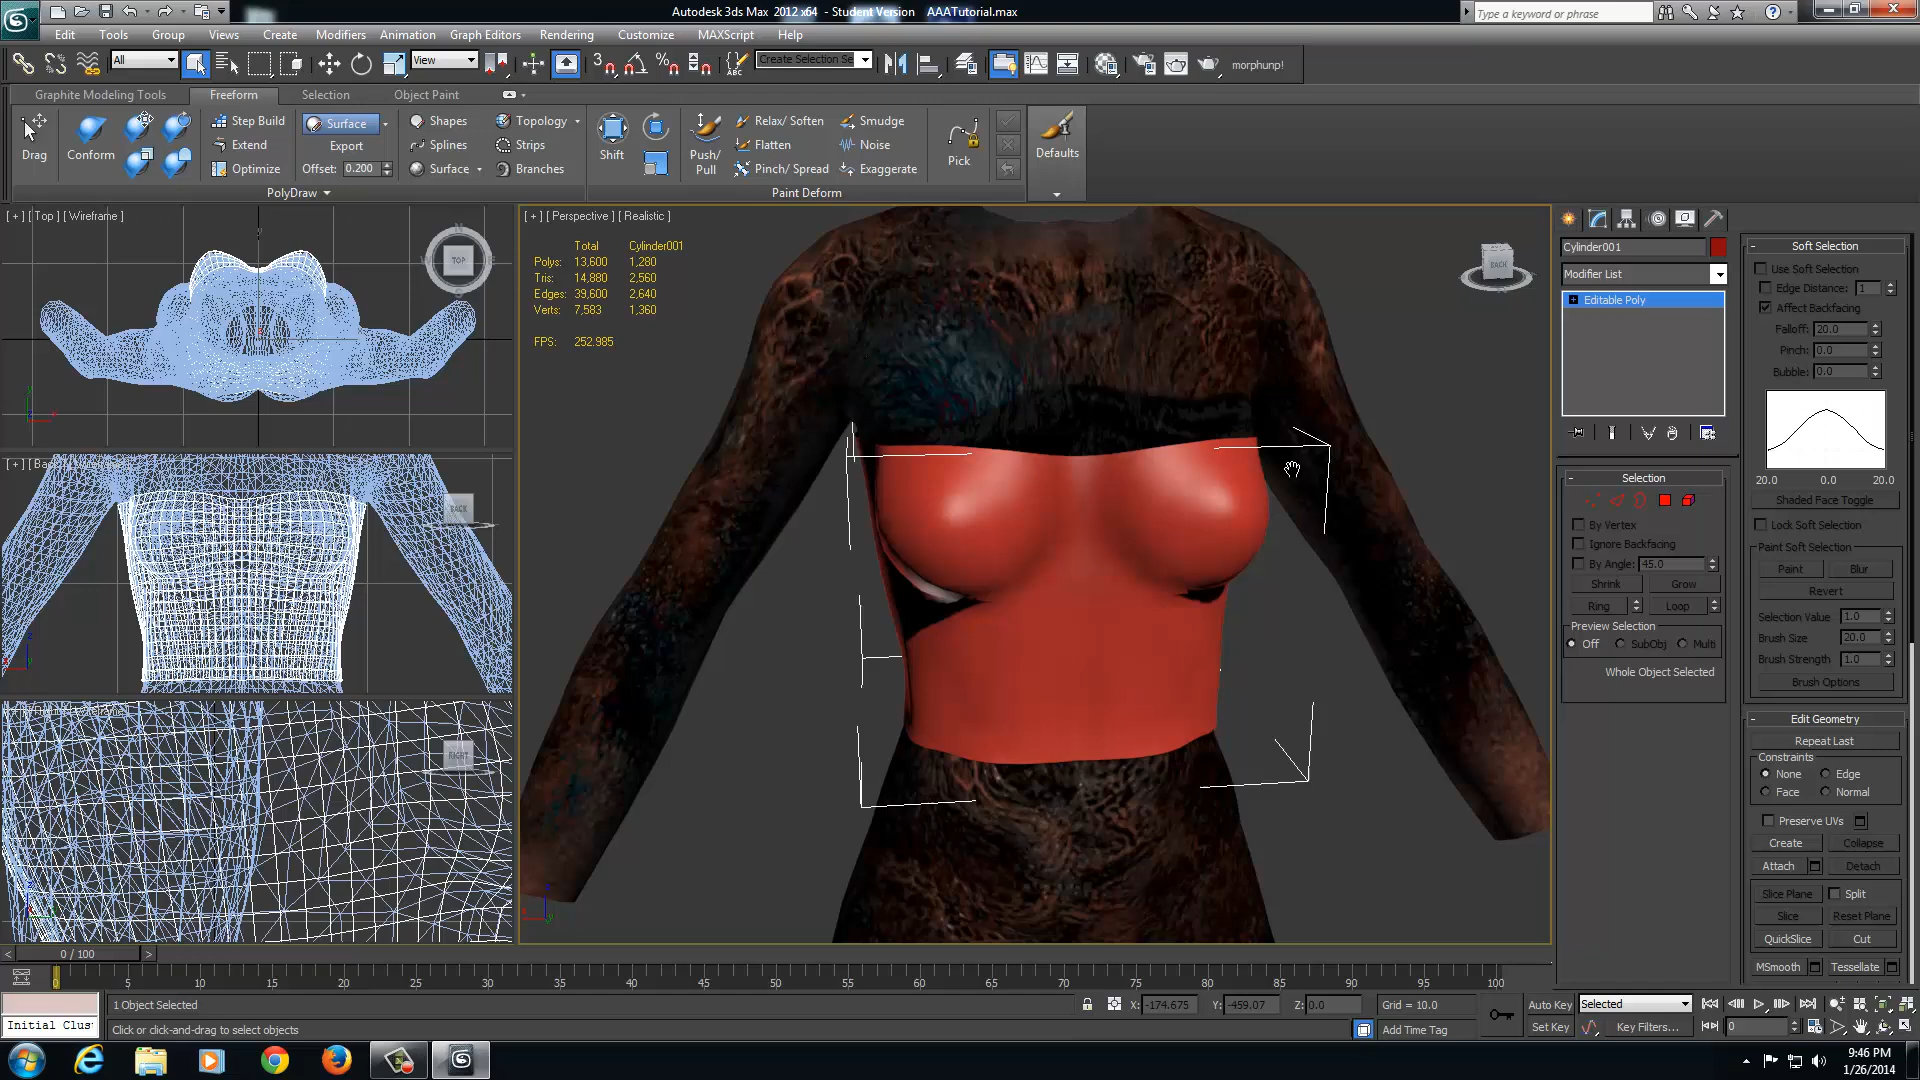 Autodesk 3ds Max 2012 x64 - Student Version AAATutorial.max
Type a keyword or phrase
Edit Tools Group Views Create Modifiers Animation Graph Editors Rendering Customize MAXScript Help
All View Create Selection Se morphunp!
Graphite Modeling Tools Freeform Selection Object Paint
Step Build Surface Shapes Topology Relax/ Soften Smudge
Extend Export Splines Strips Flatten Noise
Drag Conform Shift Push/ Pull Pick Defaults
Optimize Offset: 0.200 Surface Branches Pinch/ Spread Exaggerate
PolyDraw Paint Deform
[ + ] [ Top ] [ Wireframe ]
TOP
[ + ] [ Perspective ] [ Realistic ]
Total Cylinder001
Polys: 13,600 1,280
Tris: 14,880 2,560
Edges: 39,600 2,640
Verts: 7,583 1,360
FPS: 252.985
BACK
BACK
RIGHT
Cylinder001
Modifier List
Editable Poly
Selection
By Vertex
Ignore Backfacing
By Angle: 45.0
Shrink Grow
Ring Loop
Preview Selection
Off SubObj Multi
Whole Object Selected
Soft Selection
Use Soft Selection
Edge Distance: 1
Affect Backfacing
Falloff: 20.0
Pinch: 0.0
Bubble: 0.0
20.0 0.0 20.0
Shaded Face Toggle
Lock Soft Selection
Paint Soft Selection
Paint Blur
Revert
Selection Value 1.0
Brush Size 20.0
Brush Strength 1.0
Brush Options
Edit Geometry
Repeat Last
Constraints
None Edge
Face Normal
Preserve UVs
Create Collapse
Attach Detach
Slice Plane Split
Slice Reset Plane
QuickSlice Cut
MSmooth Tessellate
< 0 / 100 >
0 5 10 15 20 25 30 35 40 45 50 55 60 65 70 75 80 85 90 95 100
1 Object Selected X: -174.675 Y: -459.07 Z: 0.0 Grid = 10.0 Auto Key Selected
Initial Clus Click or click-and-drag to select objects Add Time Tag Set Key Key Filters... 0
9:46 PM
1/26/2014